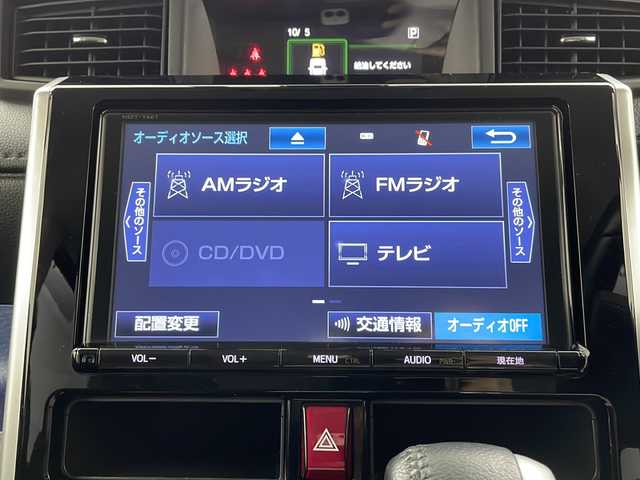 10/ 5
P
給油してください
オーディオソース選択
AMラジオ
FMラジオ
その他のソース
その他のソース
CD/DVD
テレビ
配置変更
交通情報
オーディオOFF
VOL−
VOL+
MENU
CTRL
AUDIO
PWR
現在地